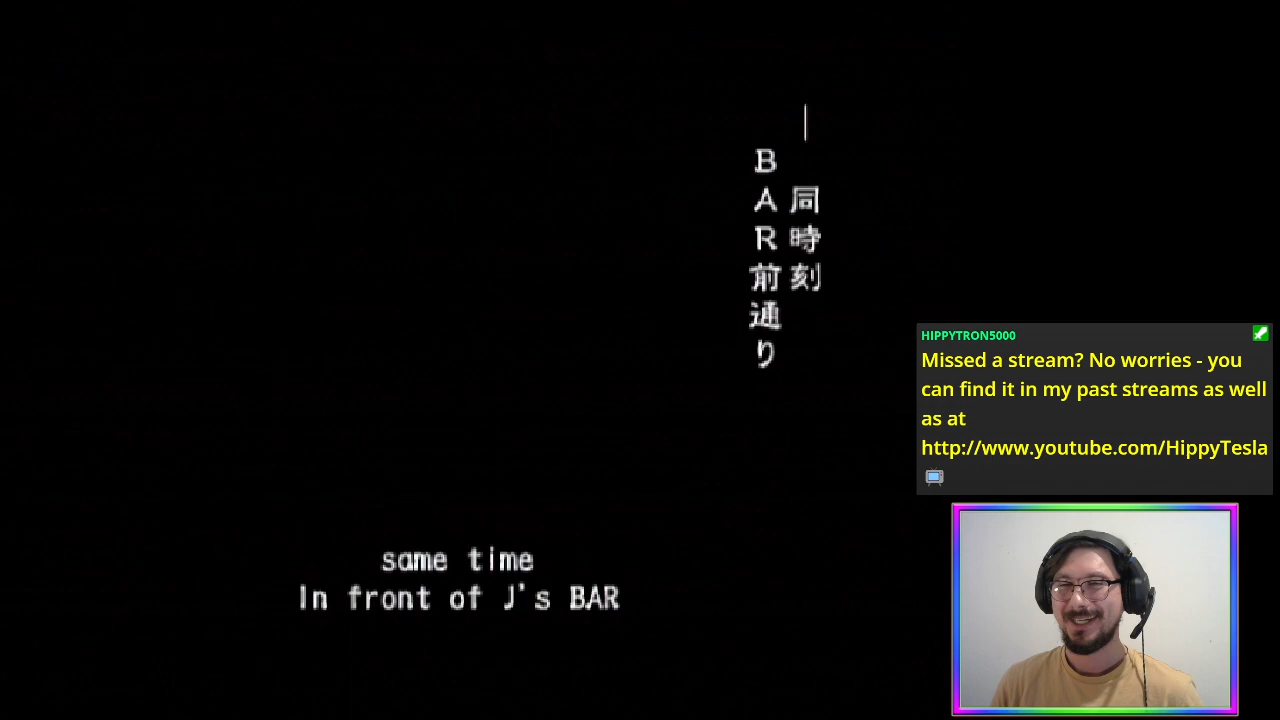 ｜同時刻
BAR前通り
same time
In front of J's BAR
HIPPYTRON5000
Missed a stream? No worries - you
can find it in my past streams as well
as at
http://www.youtube.com/HippyTesla